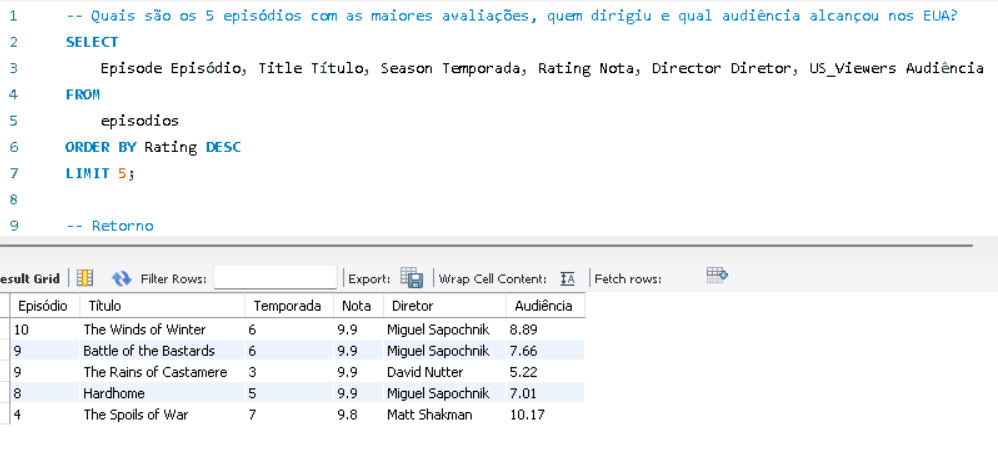 1 -- Quais são os 5 episódios com as maiores avaliações, quem dirigiu e qual audiência alcançou nos EUA?
2 SELECT
3 Episode Episódio, Title Título, Season Temporada, Rating Nota, Director Diretor, US_Viewers Audiência
4 FROM
5 episodios
6 ORDER BY Rating DESC
7 LIMIT 5;
8
9 -- Retorno
esult Grid Filter Rows: Export: Wrap Cell Content: IA Fetch rows:
Episódio Título Temporada Nota Diretor Audiência
10 The Winds of Winter 6 9.9 Miguel Sapochnik 8.89
9 Battle of the Bastards 6 9.9 Miguel Sapochnik 7.66
9 The Rains of Castamere 3 9.9 David Nutter 5.22
8 Hardhome 5 9.9 Miguel Sapochnik 7.01
4 The Spoils of War 7 9.8 Matt Shakman 10.17